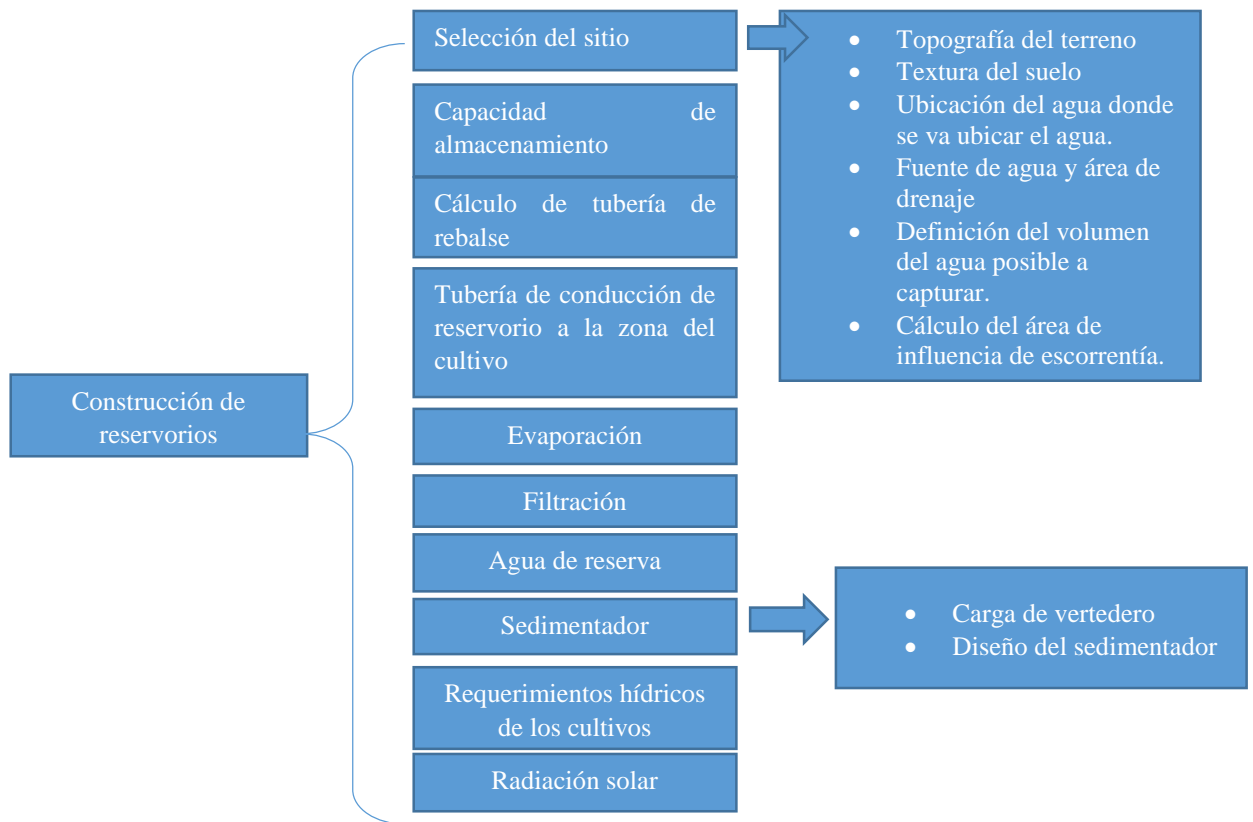 Construcción de
reservorios
Selección del sitio
• Topografía del terreno
• Textura del suelo
• Ubicación del agua donde
se va ubicar el agua.
• Fuente de agua y área de
drenaje
• Definición del volumen
del agua posible a
capturar.
• Cálculo del área de
influencia de escorrentía.
Capacidad de
almacenamiento
Cálculo de tubería de
rebalse
Tubería de conducción de
reservorio a la zona del
cultivo
Evaporación
Filtración
Agua de reserva
Sedimentador
• Carga de vertedero
• Diseño del sedimentador
Requerimientos hídricos
de los cultivos
Radiación solar